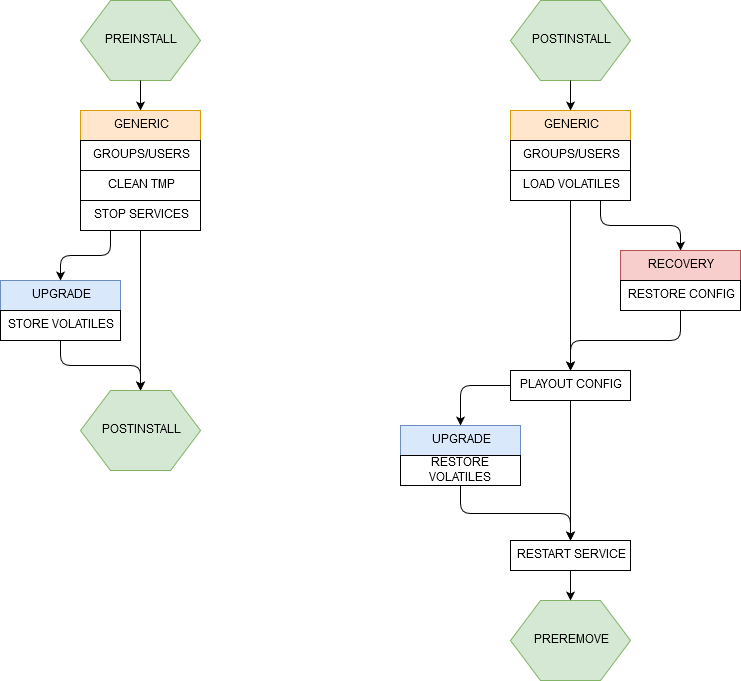 PREINSTALL
GENERIC
GROUPS/USERS
CLEAN TMP
STOP SERVICES
UPGRADE
STORE VOLATILES
POSTINSTALL
POSTINSTALL
GENERIC
GROUPS/USERS
LOAD VOLATILES
RECOVERY
RESTORE CONFIG
PLAYOUT CONFIG
UPGRADE
RESTORE
VOLATILES
RESTART SERVICE
PREREMOVE